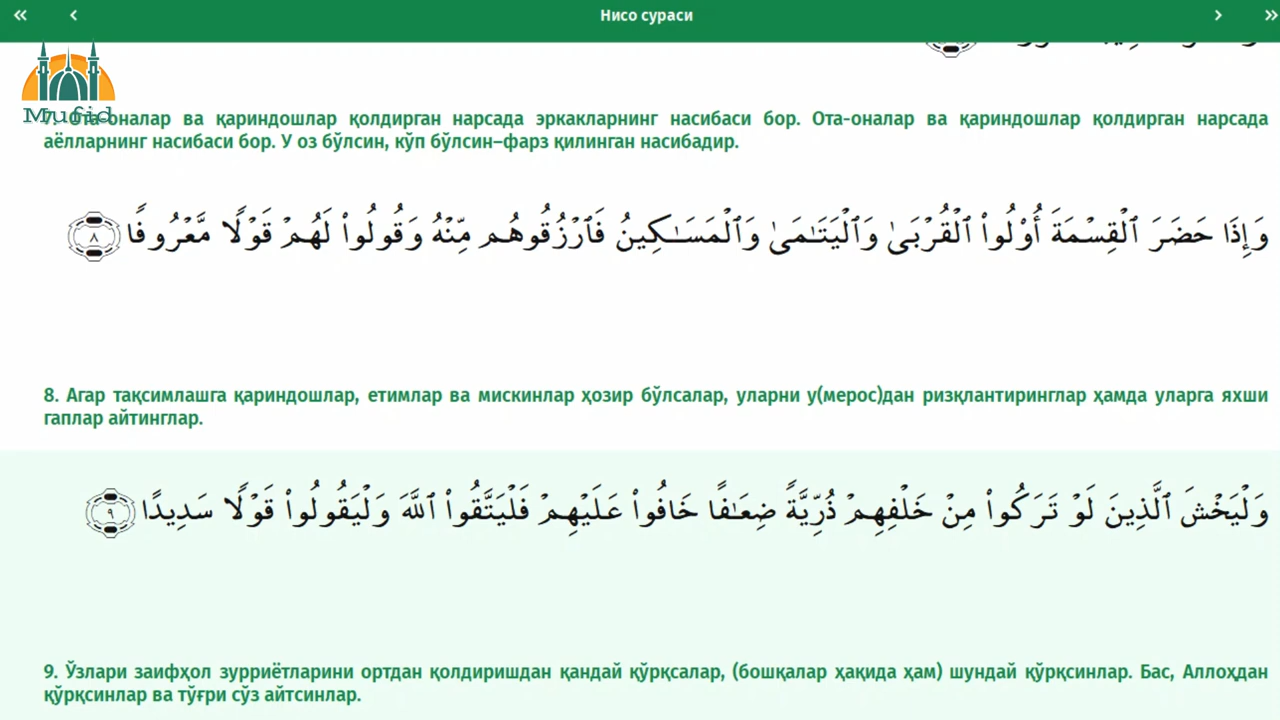 Нисо сураси
Mufid
7. Ота-оналар ва қариндошлар қолдирган нарсада эркакларнинг насибаси бор. Ота-оналар ва қариндошлар қолдирган нарсада
аёлларнинг насибаси бор. У оз бўлсин, кўп бўлсин–фарз қилинган насибадир.
وَإِذَا حَضَرَ ٱلْقِسْمَةَ أُوْلُوا۟ ٱلْقُرْبَىٰ وَٱلْيَتَـٰمَىٰ وَٱلْمَسَـٰكِينُ فَٱرْزُقُوهُم مِّنْهُ وَقُولُوا۟ لَهُمْ قَوْلًا مَّعْرُوفًا ٨
8. Агар тақсимлашга қариндошлар, етимлар ва мискинлар ҳозир бўлсалар, уларни у(мерос)дан ризқлантиринглар ҳамда уларга яхши
гаплар айтинглар.
وَلْيَخْشَ ٱلَّذِينَ لَوْ تَرَكُوا۟ مِنْ خَلْفِهِمْ ذُرِّيَّةً ضِعَـٰفًا خَافُوا۟ عَلَيْهِمْ فَلْيَتَّقُوا۟ ٱللَّهَ وَلْيَقُولُوا۟ قَوْلًا سَدِيدًا ٩
9. Ўзлари заифҳол зурриётларини ортдан қолдиришдан қандай қўрқсалар, (бошқалар ҳақида ҳам) шундай қўрқсинлар. Бас, Аллоҳдан
қўрқсинлар ва тўғри сўз айтсинлар.